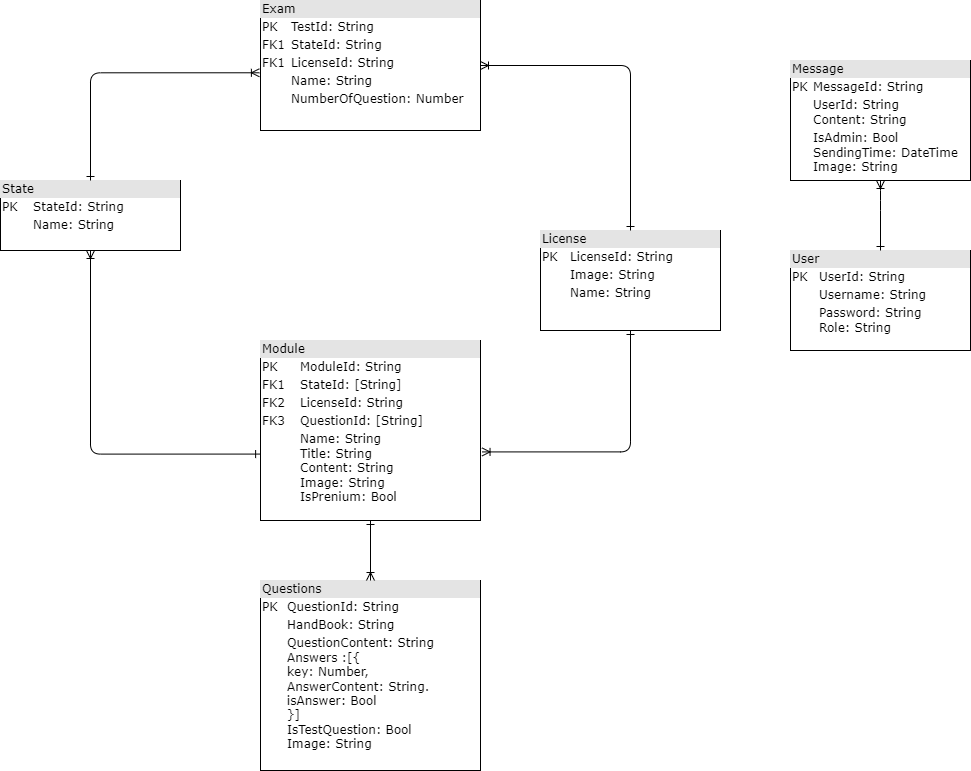 Exam
PK TestId: String
FK1 StateId: String
FK1 LicenseId: String
Name: String
NumberOfQuestion: Number
Message
PK MessageId: String
UserId: String
Content: String
IsAdmin: Bool
SendingTime: DateTime
Image: String
State
PK StateId: String
Name: String
License
PK LicenseId: String
Image: String
Name: String
User
PK UserId: String
Username: String
Password: String
Role: String
Module
PK ModuleId: String
FK1 StateId: [String]
FK2 LicenseId: String
FK3 QuestionId: [String]
Name: String
Title: String
Content: String
Image: String
IsPrenium: Bool
Questions
PK QuestionId: String
HandBook: String
QuestionContent: String
Answers :[{
key: Number,
AnswerContent: String.
isAnswer: Bool
}]
IsTestQuestion: Bool
Image: String